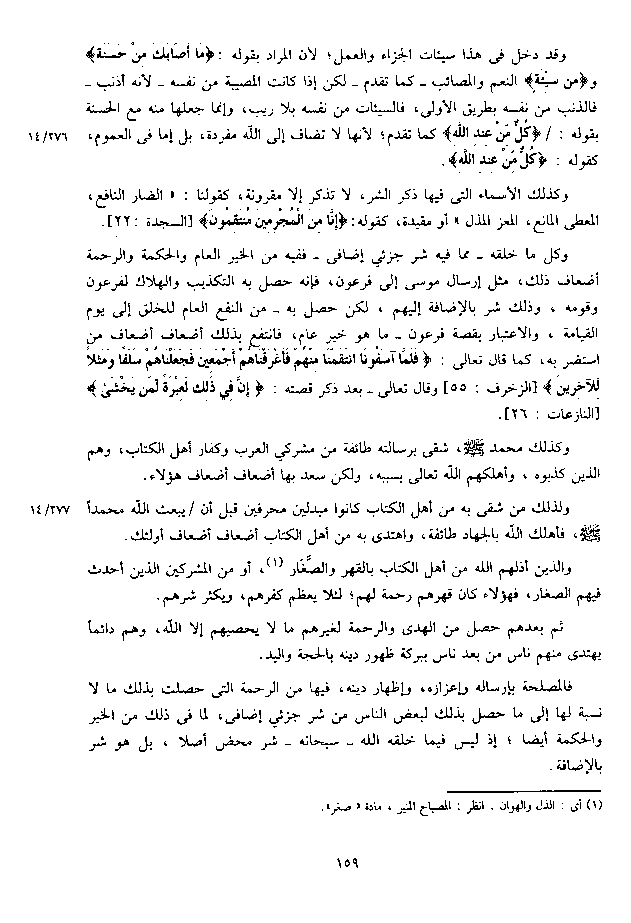 وقد دخل فى هذا سيئات الجزاء والعمل؛ لأن المراد بقوله : ﴿مَا أَصَابَكَ مِنْ حَسَنَة﴾
و﴿مِن سَيِّئَة﴾ النعم والمصائب ـ كما تقدم ـ لكن إذا كانت المصيبة من نفسه ـ لأنه أذنب ـ
فالذنب من نفسه بطريق الأولى، فالسيئات من نفسه بلا ريب، وإنما جعلها منه مع الحسنة
بقوله : / ﴿كُلٌّ مِّنْ عِندِ اللَّه﴾ كما تقدم؛ لأنها لا تضاف إلى الله مفردة، بل إما فى العموم،
١٤/٢٧٦
كقوله : ﴿كُلٌّ مِّنْ عِندِ اللَّه﴾.
وكذلك الأسماء التى فيها ذكر الشر، لا تذكر إلا مقرونة، كقولنا : « الضار النافع،
المعطى المانع، المعز المذل » أو مقيدة، كقوله: ﴿إِنَّا مِنَ الْمُجْرِمِينَ مُنتَقِمُونَ﴾ [السجدة :٢٢].
وكل ما خلقه ـ مما فيه شر جزئي إضافى ـ ففيه من الخير العام والحكمة والرحمة
أضعاف ذلك، مثل إرسال موسى إلى فرعون، فإنه حصل به التكذيب والهلاك لفرعون
وقومه ، وذلك شر بالإضافة إليهم ، لكن حصل به ـ من النفع العام للخلق إلى يوم
القيامة ، والاعتبار بقصة فرعون ـ ما هو خير عام، فانتفع بذلك أضعاف أضعاف من
استضر به، كما قال تعالى : ﴿ فَلَمَّا آسَفُونَا انتَقَمْنَا مِنْهُمْ فَأَغْرَقْنَاهُمْ أَجْمَعِينَ فَجَعَلْنَاهُمْ سَلَفًا وَمَثَلاً
لِّلآخِرِينَ ﴾ [الزخرف : ٥٥] وقال تعالى ـ بعد ذكر قصته : ﴿ إِنَّ فِي ذَلِكَ لَعِبْرَةً لِّمَن يَخْشَىٰ ﴾
[النازعات : ٢٦].
وكذلك محمد ﷺ، شقى برسالته طائفة من مشركي العرب وكفار أهل الكتاب، وهم
الذين كذبوه ، وأهلكهم الله تعالى بسببه، ولكن سعد بها أضعاف أضعاف هؤلاء.
ولذلك من شقى به من أهل الكتاب كانوا مبدلين محرفين قبل أن / يبعث الله محمداً
١٤/٢٧٧
ﷺ، فأهلك الله بالجهاد طائفة، واهتدى به من أهل الكتاب أضعاف أضعاف أولئك.
والذين أذلهم الله من أهل الكتاب بالقهر والصَّغَار (١)، أو من المشركين الذين أحدث
فيهم الصغار، فهؤلاء كان قهرهم رحمة لهم؛ لئلا يعظم كفرهم، ويكثر شرهم.
ثم بعدهم حصل من الهدى والرحمة لغيرهم ما لا يحصيهم إلا الله، وهم دائماً
يهتدى منهم ناس من بعد ناس ببركة ظهور دينه بالحجة واليد.
فالمصلحة بإرساله وإعزازه، وإظهار دينه، فيها من الرحمة التى حصلت بذلك ما لا
نسبة لها إلى ما حصل بذلك لبعض الناس من شر جزئي إضافى، لما فى ذلك من الخير
والحكمة أيضا ؛ إذ ليس فيما خلقه الله ـ سبحانه ـ شر محض أصلا ، بل هو شر
بالإضافة .
(١) أى : الذل والهوان . انظر : المصباح المنير ، مادة « صغر».
١٥٩